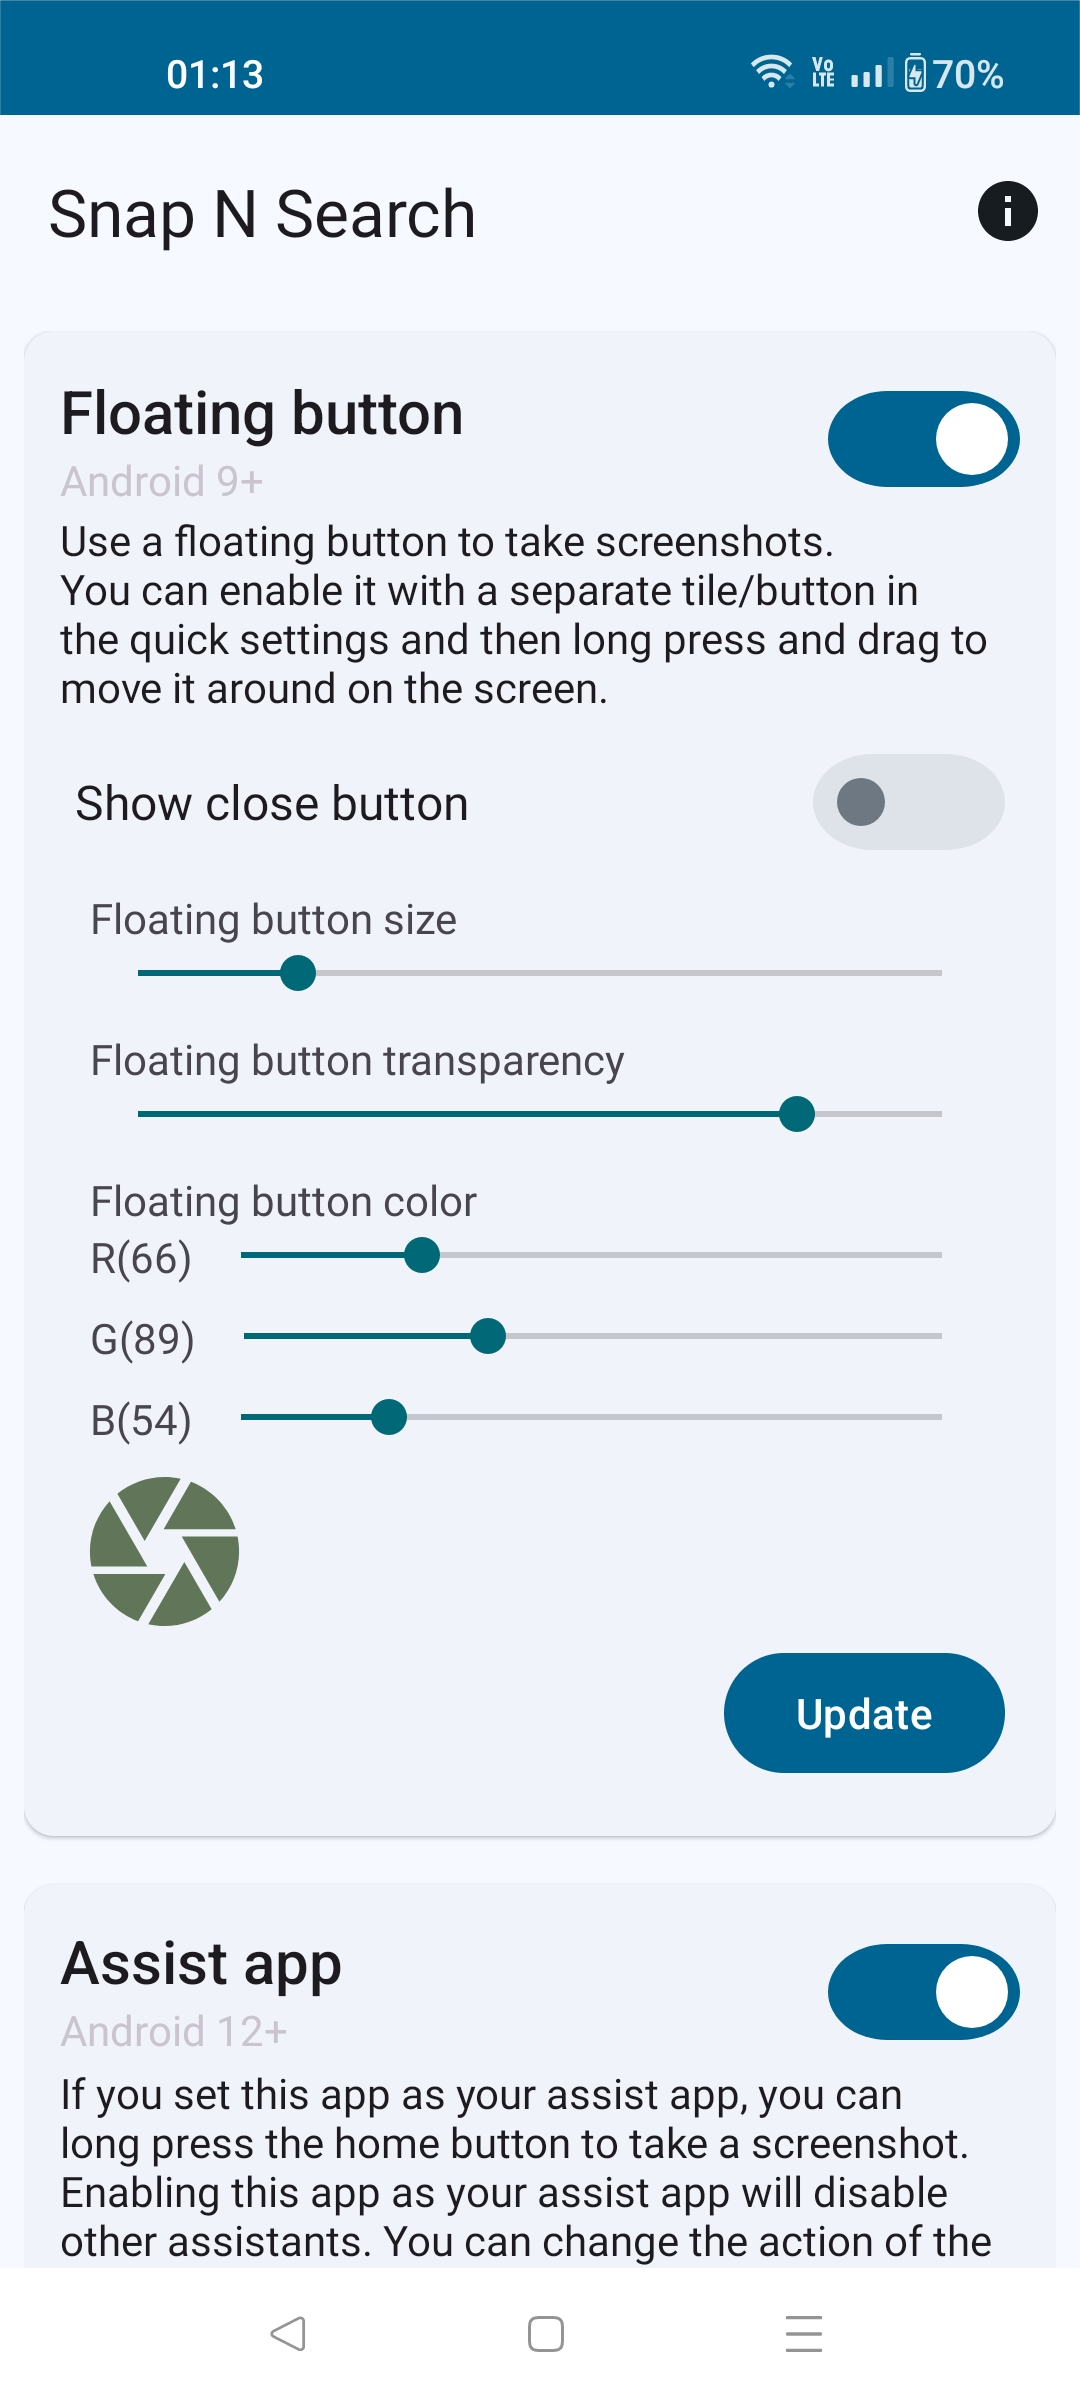 01:13
Vo LTE
70%
Snap N Search
Floating button
Android 9+
Use a floating button to take screenshots.
You can enable it with a separate tile/button in
the quick settings and then long press and drag to
move it around on the screen.
Show close button
Floating button size
Floating button transparency
Floating button color
R(66)
G(89)
B(54)
Update
Assist app
Android 12+
If you set this app as your assist app, you can
long press the home button to take a screenshot.
Enabling this app as your assist app will disable
other assistants. You can change the action of the